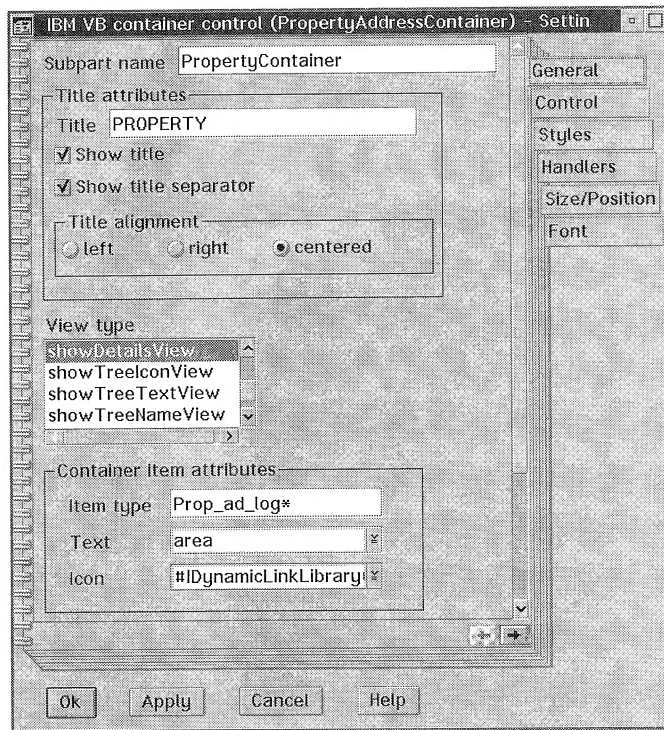 IBM VB container control (PropertyAddressContainer) - Settin
Subpart name PropertyContainer
General
Control
Styles
Handlers
Size/Position
Font
Title attributes
Title PROPERTY
Show title
Show title separator
Title alignment
left right centered
View type
showDetailsView
showTreeIconView
showTreeTextView
showTreeNameView
Container item attributes
Item type Prop_ad_log*
Text area
Icon #IDynamicLinkLibrary(
Ok Apply Cancel Help